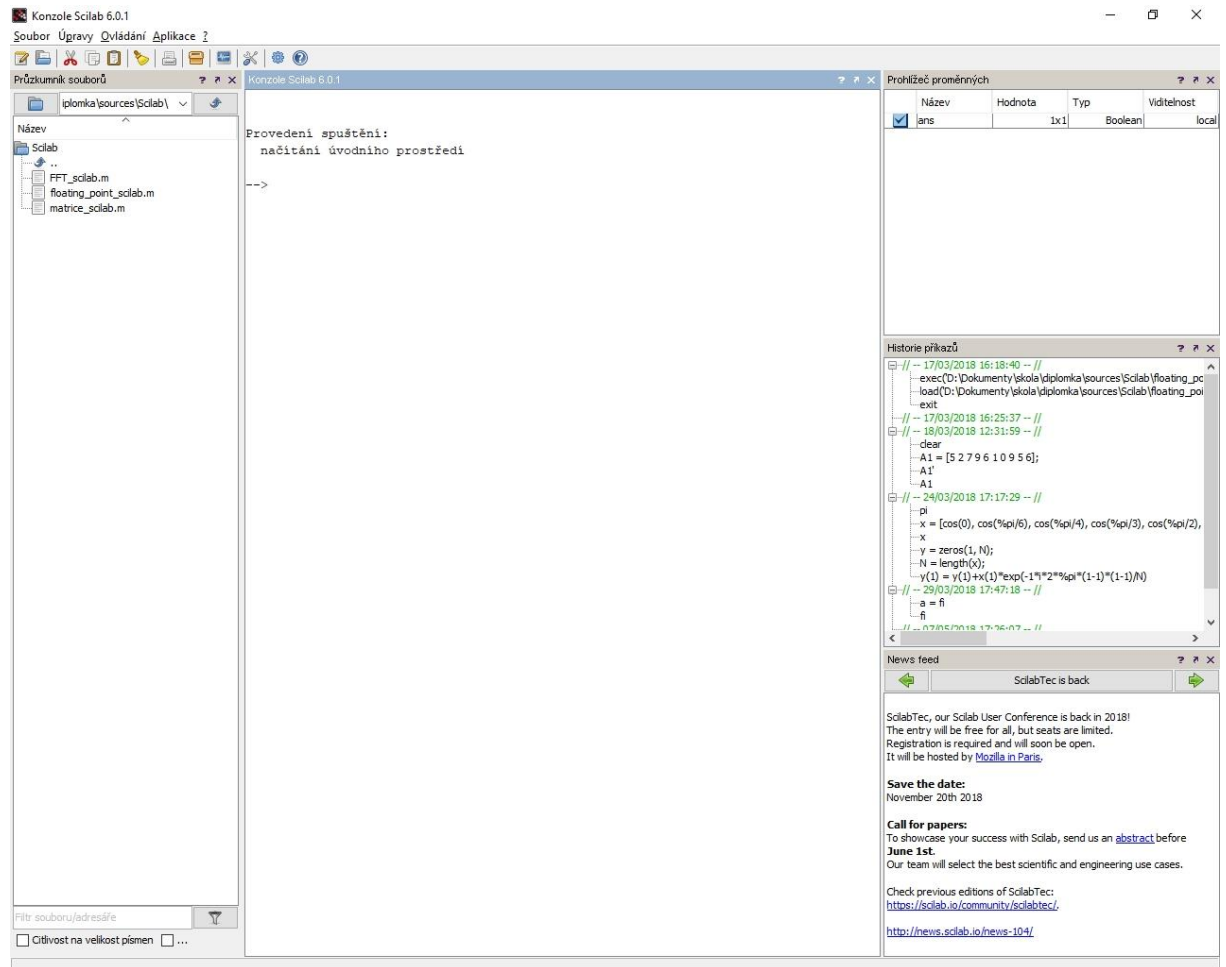 Konzole Scilab 6.0.1
Soubor Úpravy Ovládání Aplikace ?
Průzkumník souborů
iplomka\sources\Scilab\
Název
Scilab
..
FFT_scilab.m
floating_point_scilab.m
matrice_scilab.m
Filtr souboru/adresáře
Citlivost na velikost písmen ...
Konzole Scilab 6.0.1
Provedení spuštění:
načítání úvodního prostředí
-->
Prohlížeč proměnných
Název Hodnota Typ Viditelnost
ans 1x1 Boolean local
Historie příkazů
// -- 17/03/2018 16:18:40 -- //
exec('D:\Dokumenty\skola\diplomka\sources\Scilab\floating_po
load('D:\Dokumenty\skola\diplomka\sources\Scilab\floating_poi
exit
// -- 17/03/2018 16:25:37 -- //
// -- 18/03/2018 12:31:59 -- //
clear
A1 = [5 2 7 9 6 1 0 9 5 6];
A1'
A1
// -- 24/03/2018 17:17:29 -- //
pi
x = [cos(0), cos(%pi/6), cos(%pi/4), cos(%pi/3), cos(%pi/2),
x
y = zeros(1, N);
N = length(x);
y(1) = y(1)+x(1)*exp(-1*i*2*%pi*(1-1)*(1-1)/N)
// -- 29/03/2018 17:47:18 -- //
a = fi
fi
// -- 07/05/2018 17:26:07 -- //
News feed
ScilabTec is back
ScilabTec, our Scilab User Conference is back in 2018!
The entry will be free for all, but seats are limited.
Registration is required and will soon be open.
It will be hosted by Mozilla in Paris.
Save the date:
November 20th 2018
Call for papers:
To showcase your success with Scilab, send us an abstract before
June 1st.
Our team will select the best scientific and engineering use cases.
Check previous editions of ScilabTec:
https://scilab.io/community/scilabtec/.
http://news.scilab.io/news-104/